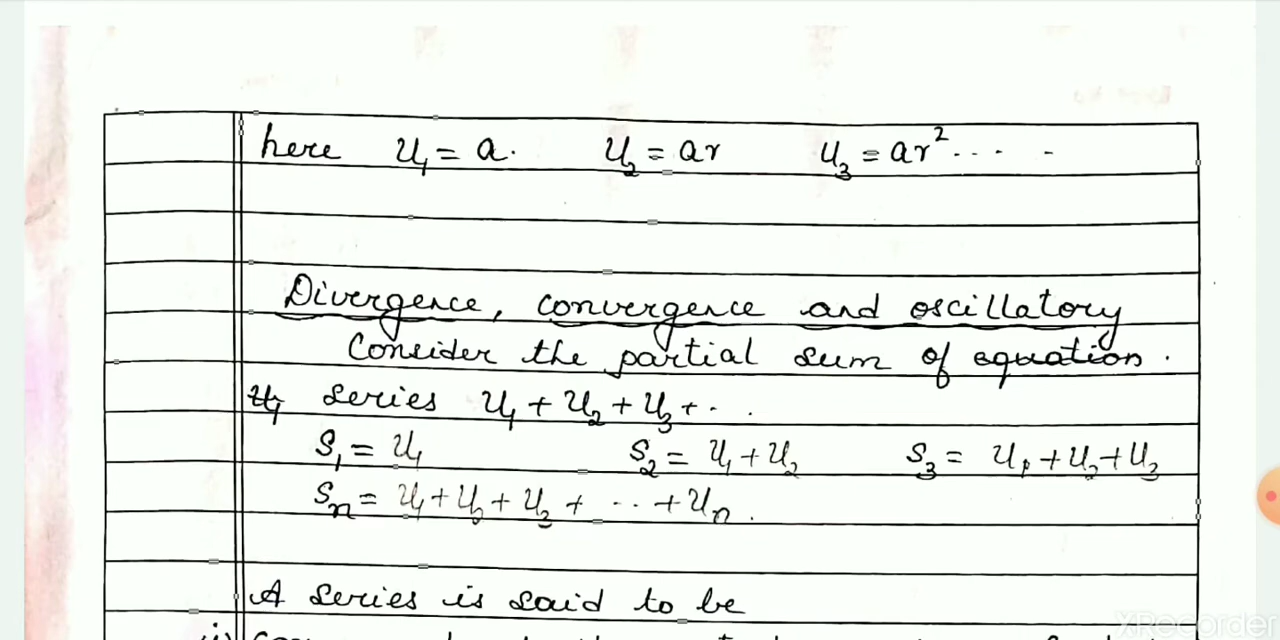 here u₁ = a. u₂ = ar u₃ = ar² .... -
Divergence, convergence and oscillatory
Consider the partial sum of equation.
series u₁ + u₂ + u₃ + ..
S₁ = u₁ S₂ = u₁ + u₂ S₃ = u₁ + u₂ + u₃
Sn = u₁ + u₂ + u₃ + ... + un.
A series is said to be
XRecorder